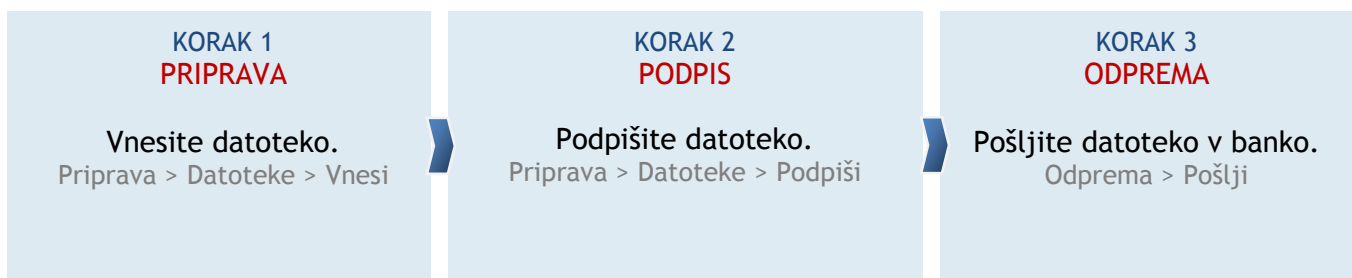 KORAK 1
PRIPRAVA
Vnesite datoteko.
Priprava > Datoteke > Vnesi
KORAK 2
PODPIS
Podpišite datoteko.
Priprava > Datoteke > Podpiši
KORAK 3
ODPREMA
Pošljite datoteko v banko.
Odprema > Pošlji